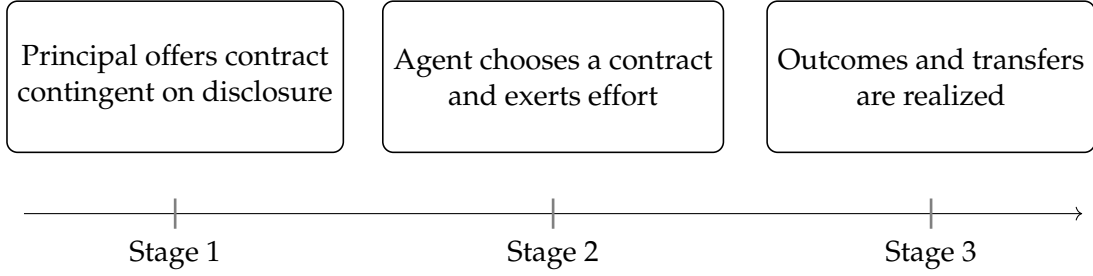 Principal offers contract
contingent on disclosure
Agent chooses a contract
and exerts effort
Outcomes and transfers
are realized
Stage 1
Stage 2
Stage 3